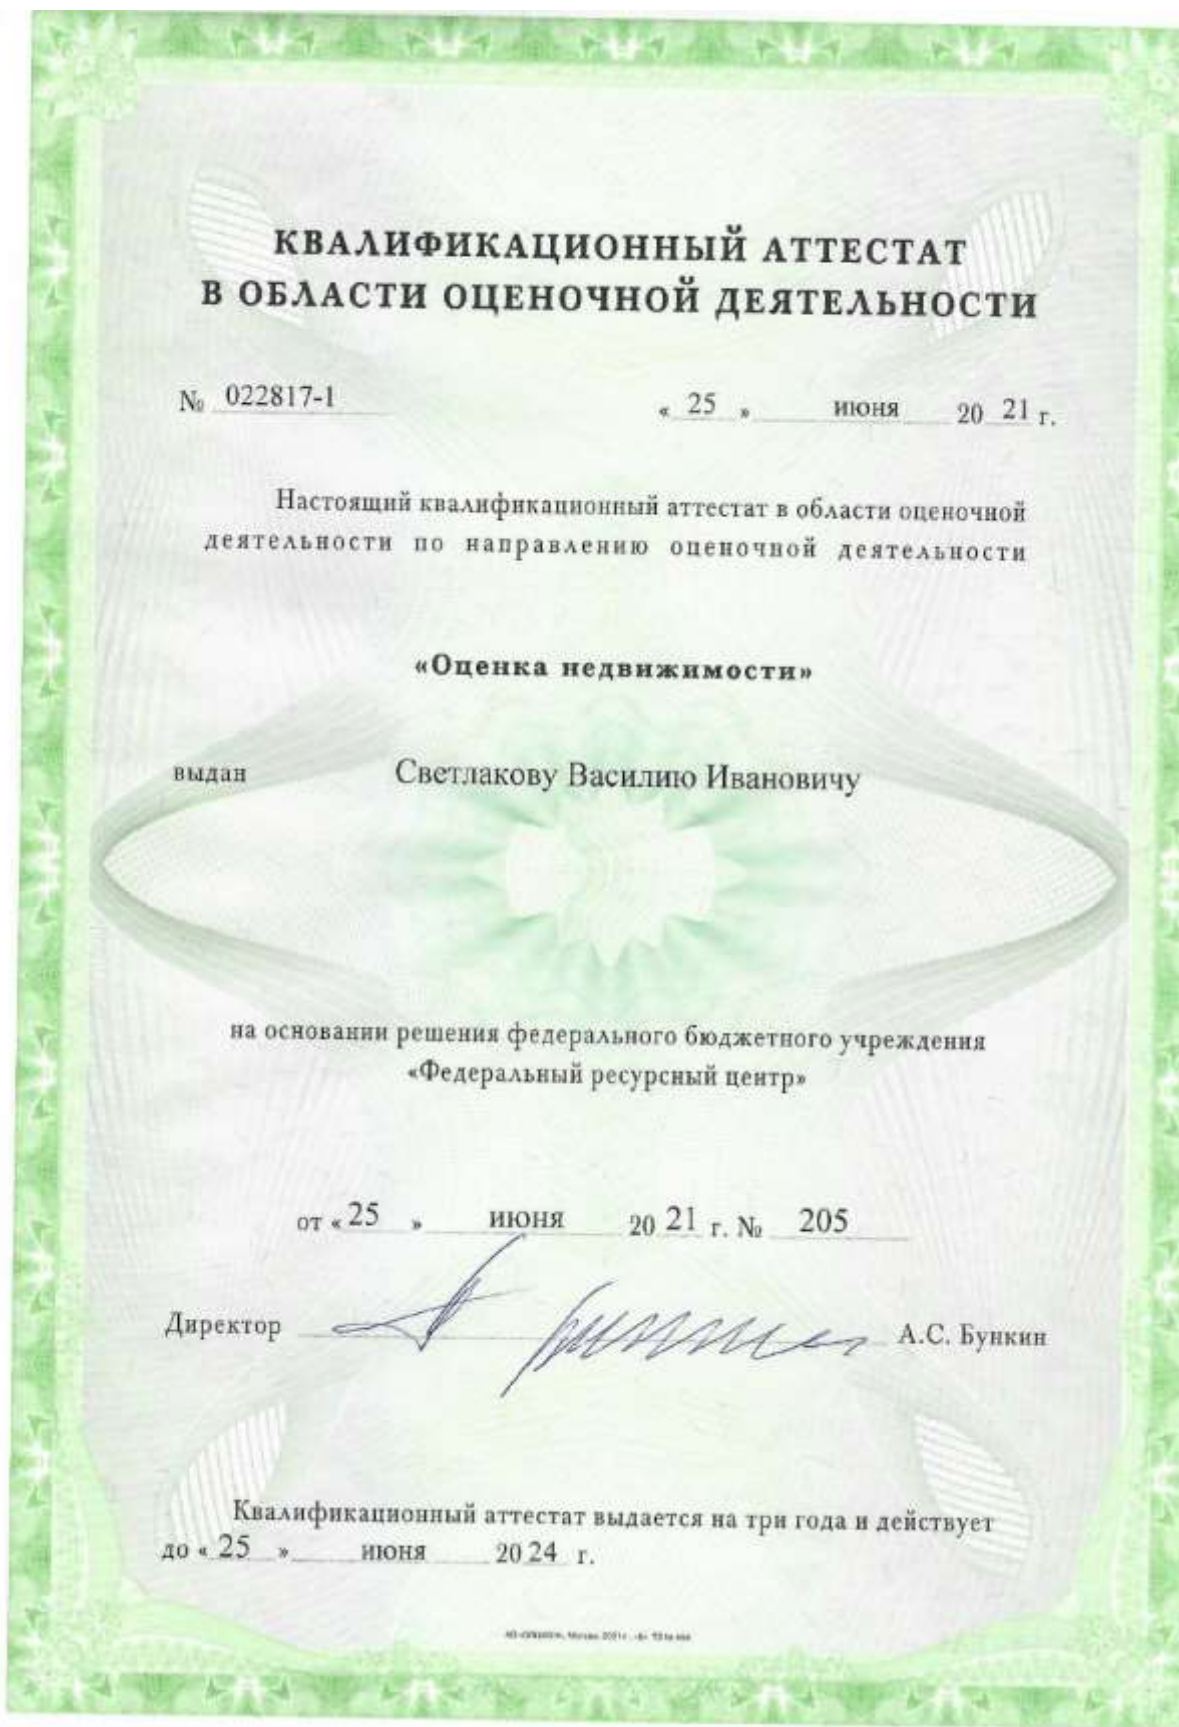 КВАЛИФИКАЦИОННЫЙ АТТЕСТАТ
В ОБЛАСТИ ОЦЕНОЧНОЙ ДЕЯТЕЛЬНОСТИ
№ 022817-1 « 25 » июня 20 21 г.
Настоящий квалификационный аттестат в области оценочной
деятельности по направлению оценочной деятельности
«Оценка недвижимости»
выдан Светлакову Василию Ивановичу
на основании решения федерального бюджетного учреждения
«Федеральный ресурсный центр»
от « 25 » июня 20 21 г. № 205
Директор А.С. Бункин
Квалификационный аттестат выдается на три года и действует
до « 25 » июня 20 24 г.